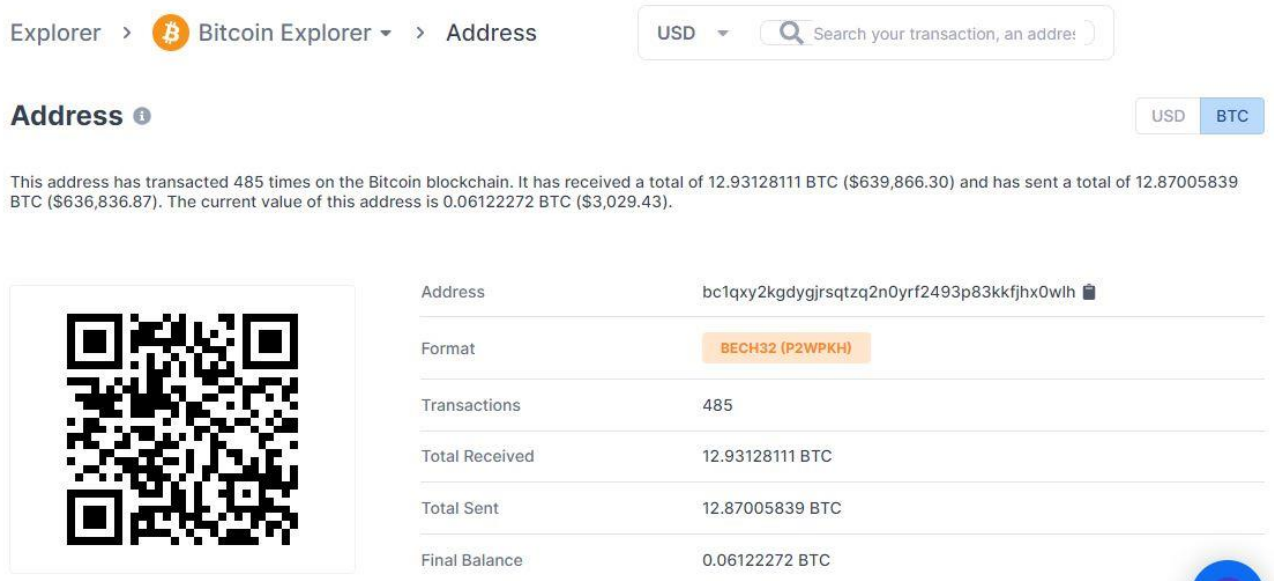 Explorer > Bitcoin Explorer > Address
USD
Search your transaction, an addres
Address
USD BTC
This address has transacted 485 times on the Bitcoin blockchain. It has received a total of 12.93128111 BTC ($639,866.30) and has sent a total of 12.87005839
BTC ($636,836.87). The current value of this address is 0.06122272 BTC ($3,029.43).
Address bc1qxy2kgdygjrsqtzq2n0yrf2493p83kkfjhx0wlh
Format BECH32 (P2WPKH)
Transactions 485
Total Received 12.93128111 BTC
Total Sent 12.87005839 BTC
Final Balance 0.06122272 BTC